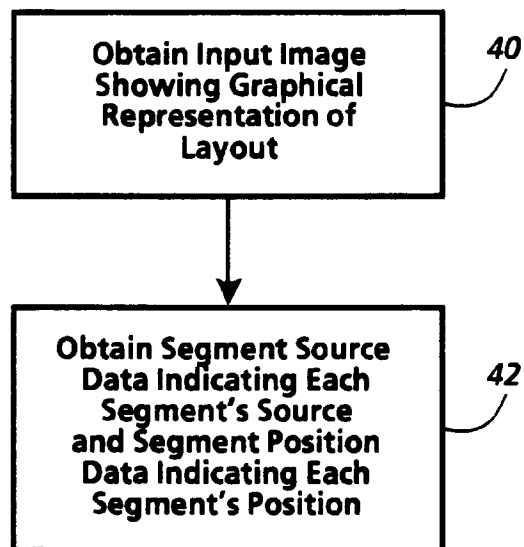 Obtain Input Image
Showing Graphical
Representation of
Layout
40
Obtain Segment Source
Data Indicating Each
Segment's Source
and Segment Position
Data Indicating Each
Segment's Position
42